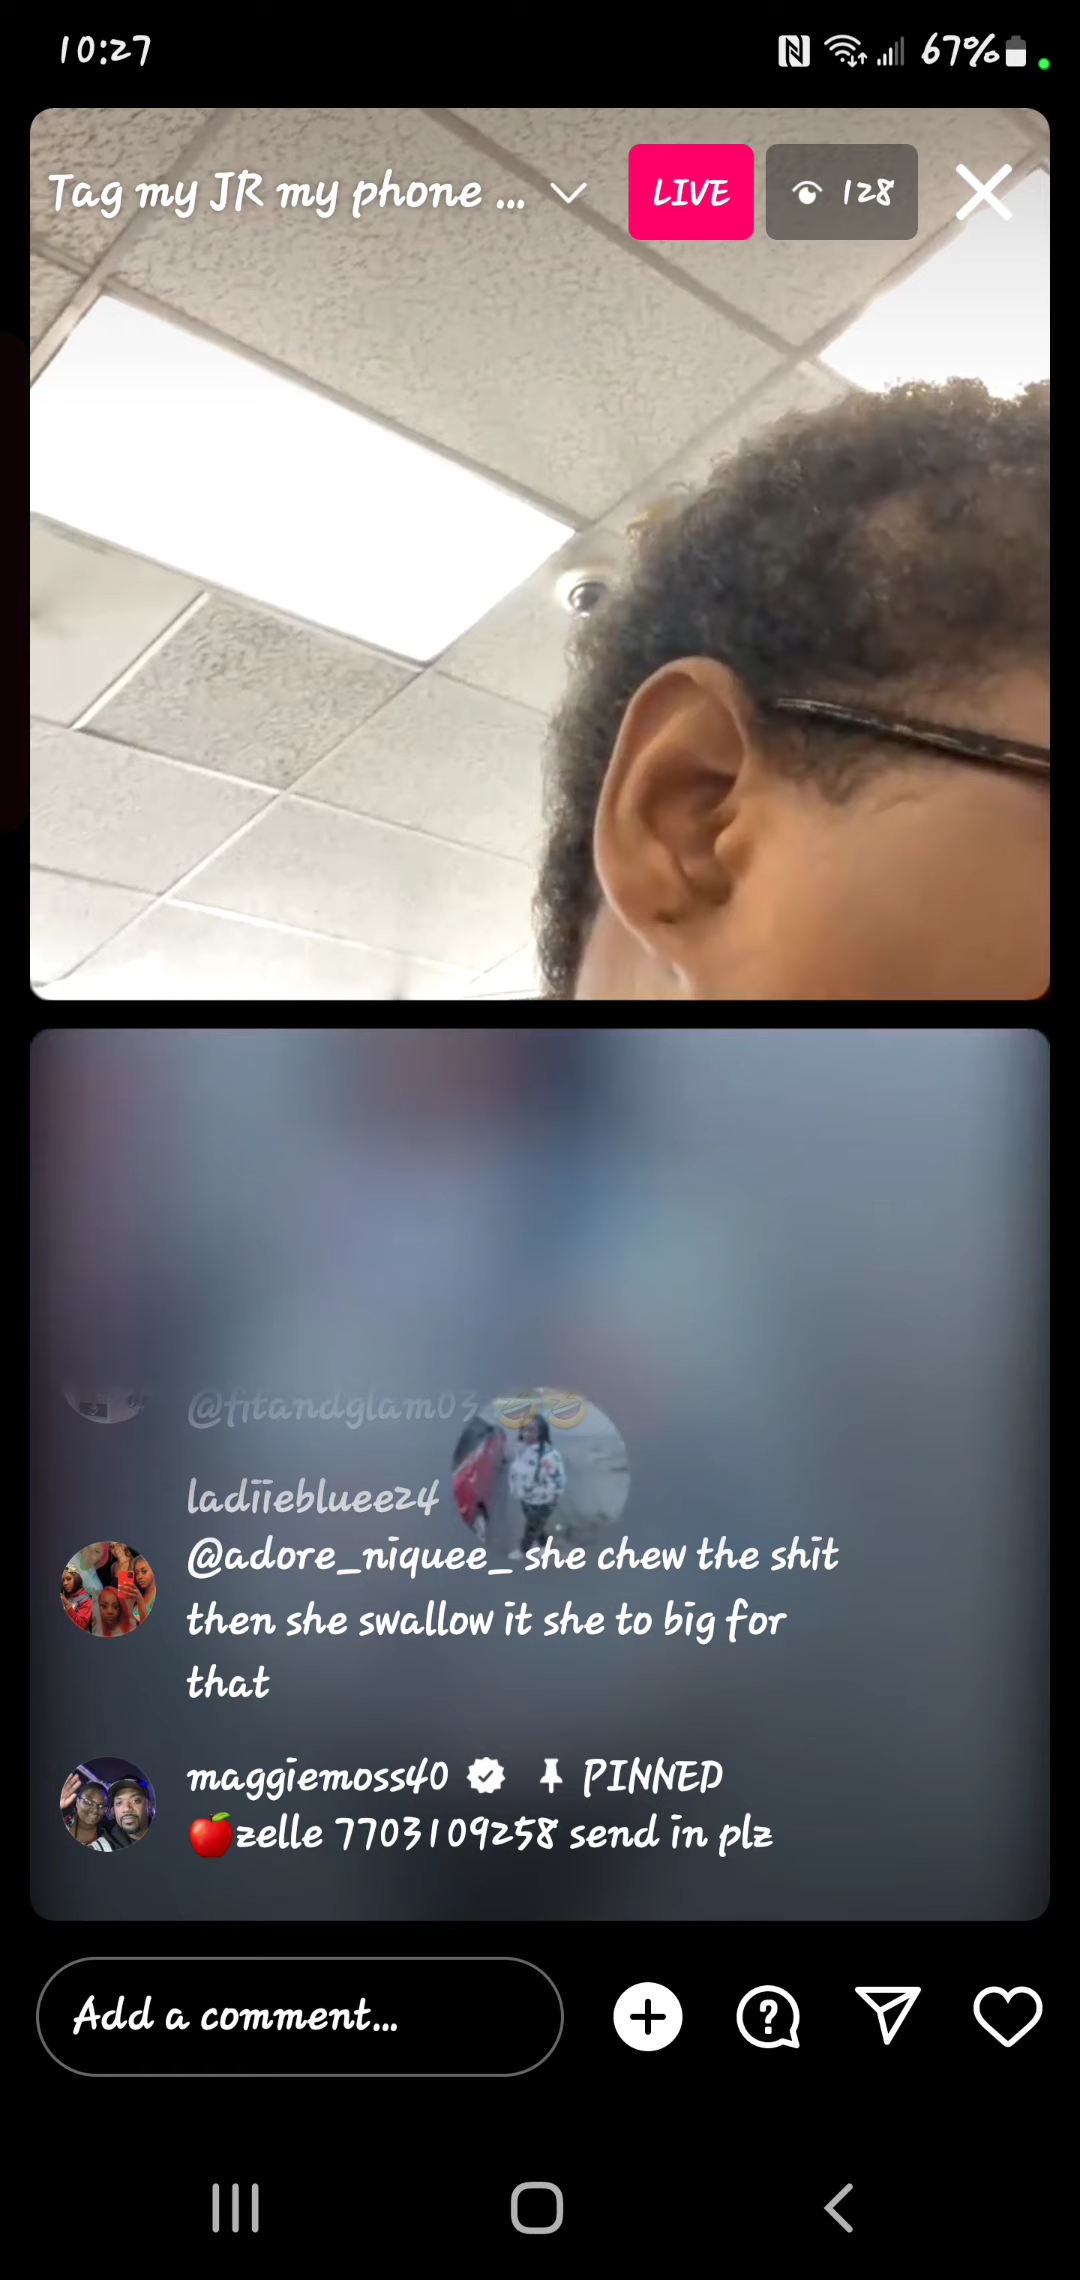 10:27
67%
Tag my JR my phone ...
LIVE
128
@fitandglam03
ladiiebluee24
@adore_niquee_ she chew the shit
then she swallow it she to big for
that
maggiemoss40 PINNED
🍎zelle 7703109258 send in plz
Add a comment...